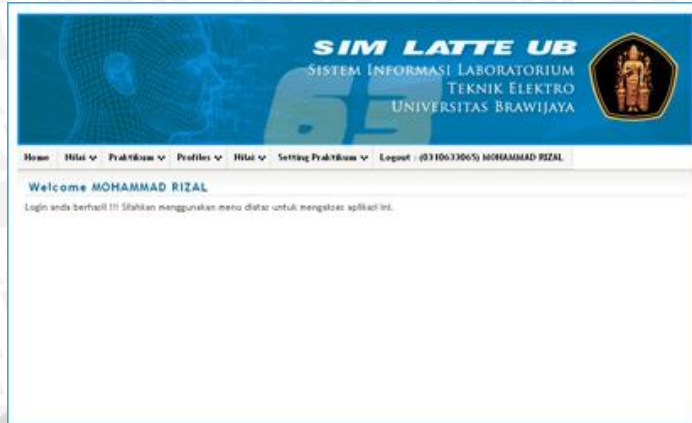 SIM LATTE UB
SISTEM INFORMASI LABORATORIUM
TEKNIK ELEKTRO
UNIVERSITAS BRAWIJAYA
63
Home Nilai Praktikum Profiles Nilai Setting Praktikum Logout : (0310633065) MOHAMMAD RIZAL
Welcome MOHAMMAD RIZAL
Login anda berhasil !!! Silahkan menggunakan menu diatas untuk mengakses aplikasi ini.